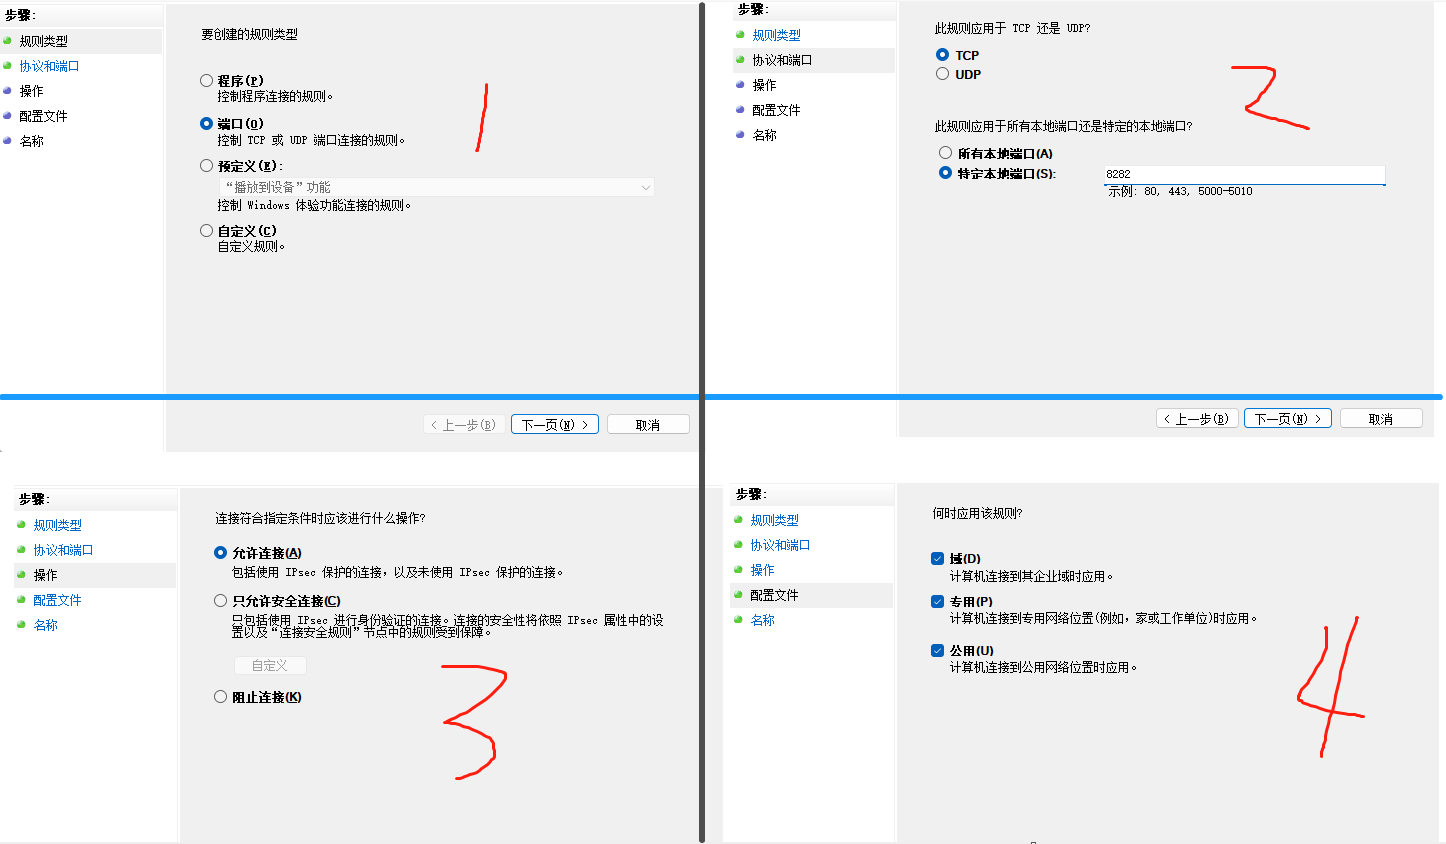 步骤:
规则类型
协议和端口
操作
配置文件
名称
要创建的规则类型
程序(P)
控制程序连接的规则。
端口(O)
控制 TCP 或 UDP 端口连接的规则。
预定义(E):
“播放到设备”功能
控制 Windows 体验功能连接的规则。
自定义(C)
自定义规则。
1
< 上一步(B)
下一页(N) >
取消
步骤:
规则类型
协议和端口
操作
配置文件
名称
此规则应用于 TCP 还是 UDP?
TCP
UDP
2
此规则应用于所有本地端口还是特定的本地端口?
所有本地端口(A)
特定本地端口(S):
8282
示例: 80, 443, 5000-5010
< 上一步(B)
下一页(N) >
取消
步骤:
规则类型
协议和端口
操作
配置文件
名称
连接符合指定条件时应该进行什么操作?
允许连接(A)
包括使用 IPsec 保护的连接，以及未使用 IPsec 保护的连接。
只允许安全连接(C)
只包括使用 IPsec 进行身份验证的连接。连接的安全性将依照 IPsec 属性中的设
置以及“连接安全规则”节点中的规则受到保障。
自定义
阻止连接(K)
3
步骤:
规则类型
协议和端口
操作
配置文件
名称
何时应用该规则?
域(D)
计算机连接到其企业域时应用。
专用(P)
计算机连接到专用网络位置(例如，家或工作单位)时应用。
公用(U)
计算机连接到公用网络位置时应用。
4